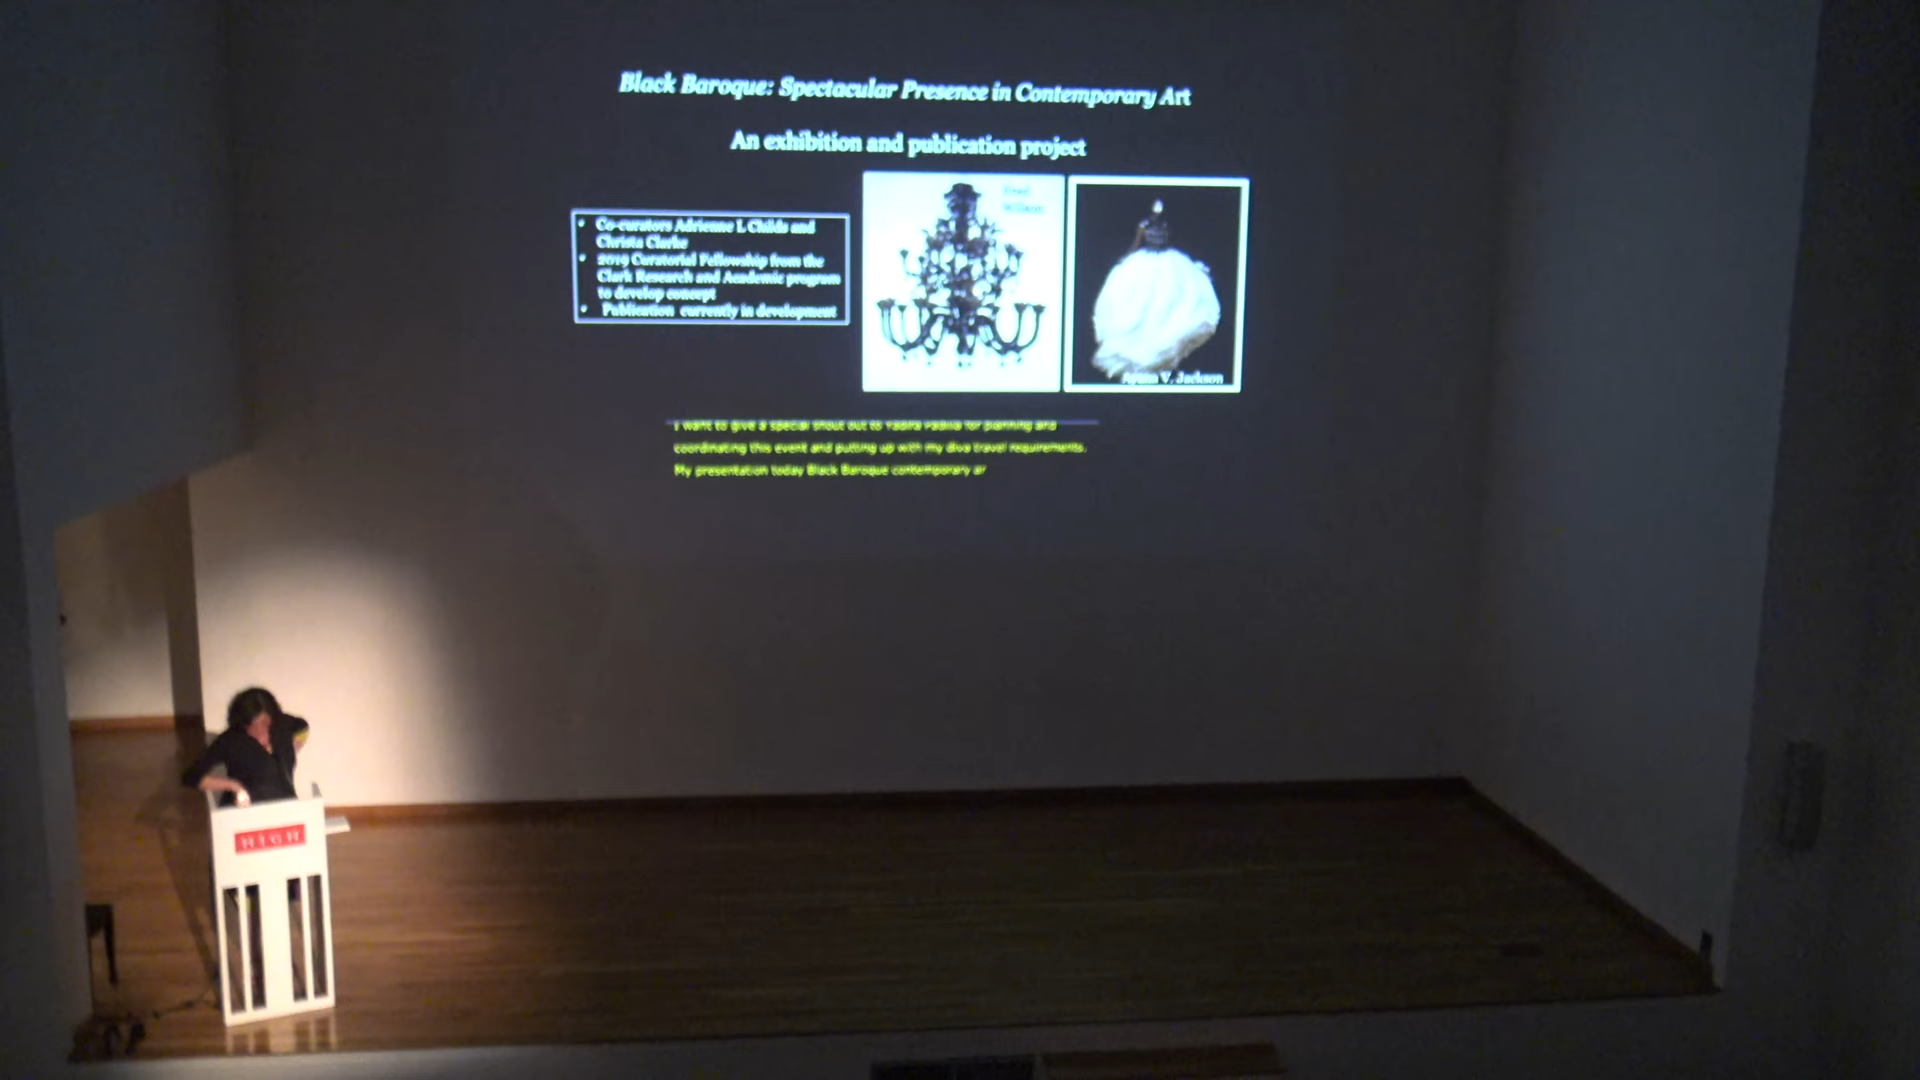 Black Baroque: Spectacular Presence in Contemporary Art
An exhibition and publication project
• Co-curators Adrienne L Childs and
Christa Clarke
• 2019 Curatorial Fellowship from the
Clark Research and Academic program
to develop concept
• Publication currently in development
Fred
Wilson
Ayana V. Jackson
I want to give a special shout out to for planning and
coordinating this event and putting up with my diva travel requirements.
My presentation today Black Baroque contemporary ar
HIGH